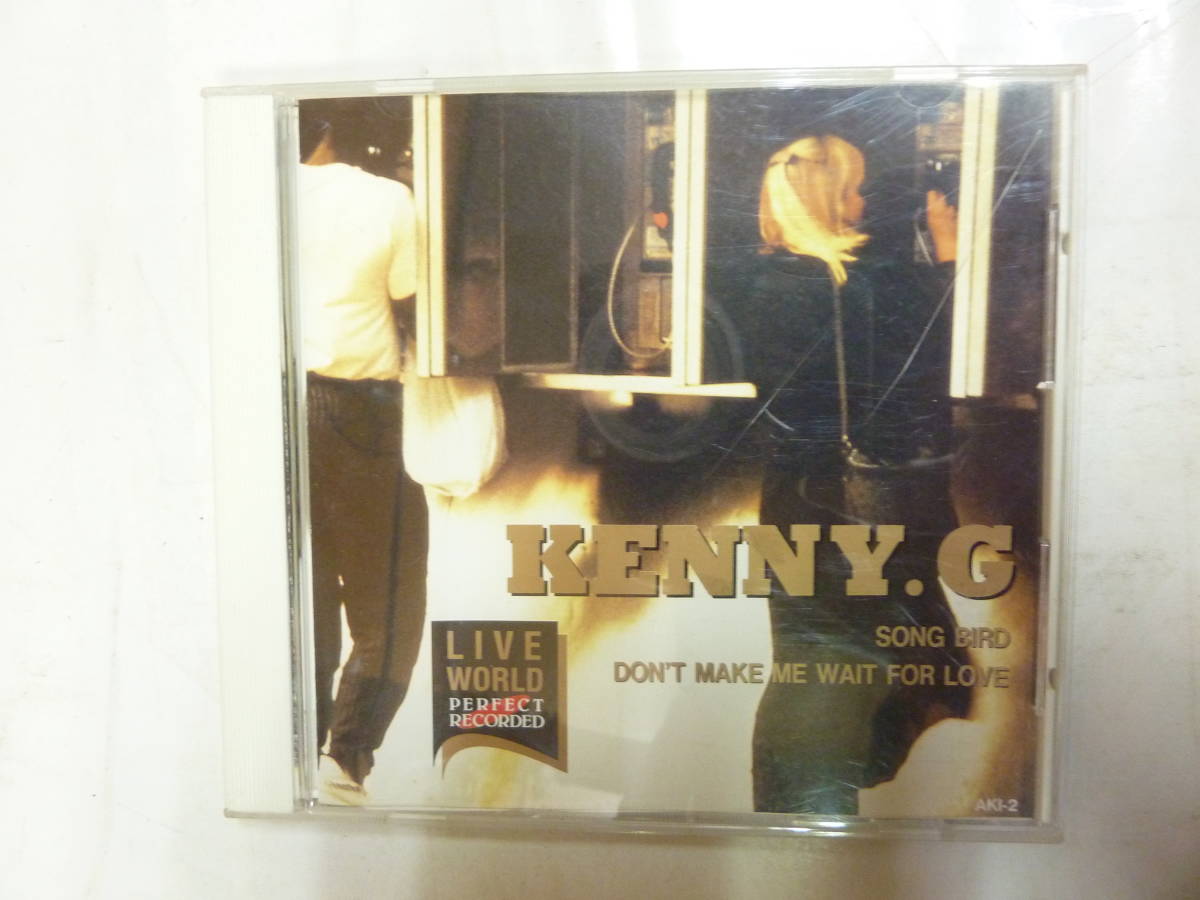 KENNY.G
SONG BIRD
DON'T MAKE ME WAIT FOR LOVE
LIVE
WORLD
PERFECT
RECORDED
AKI-2